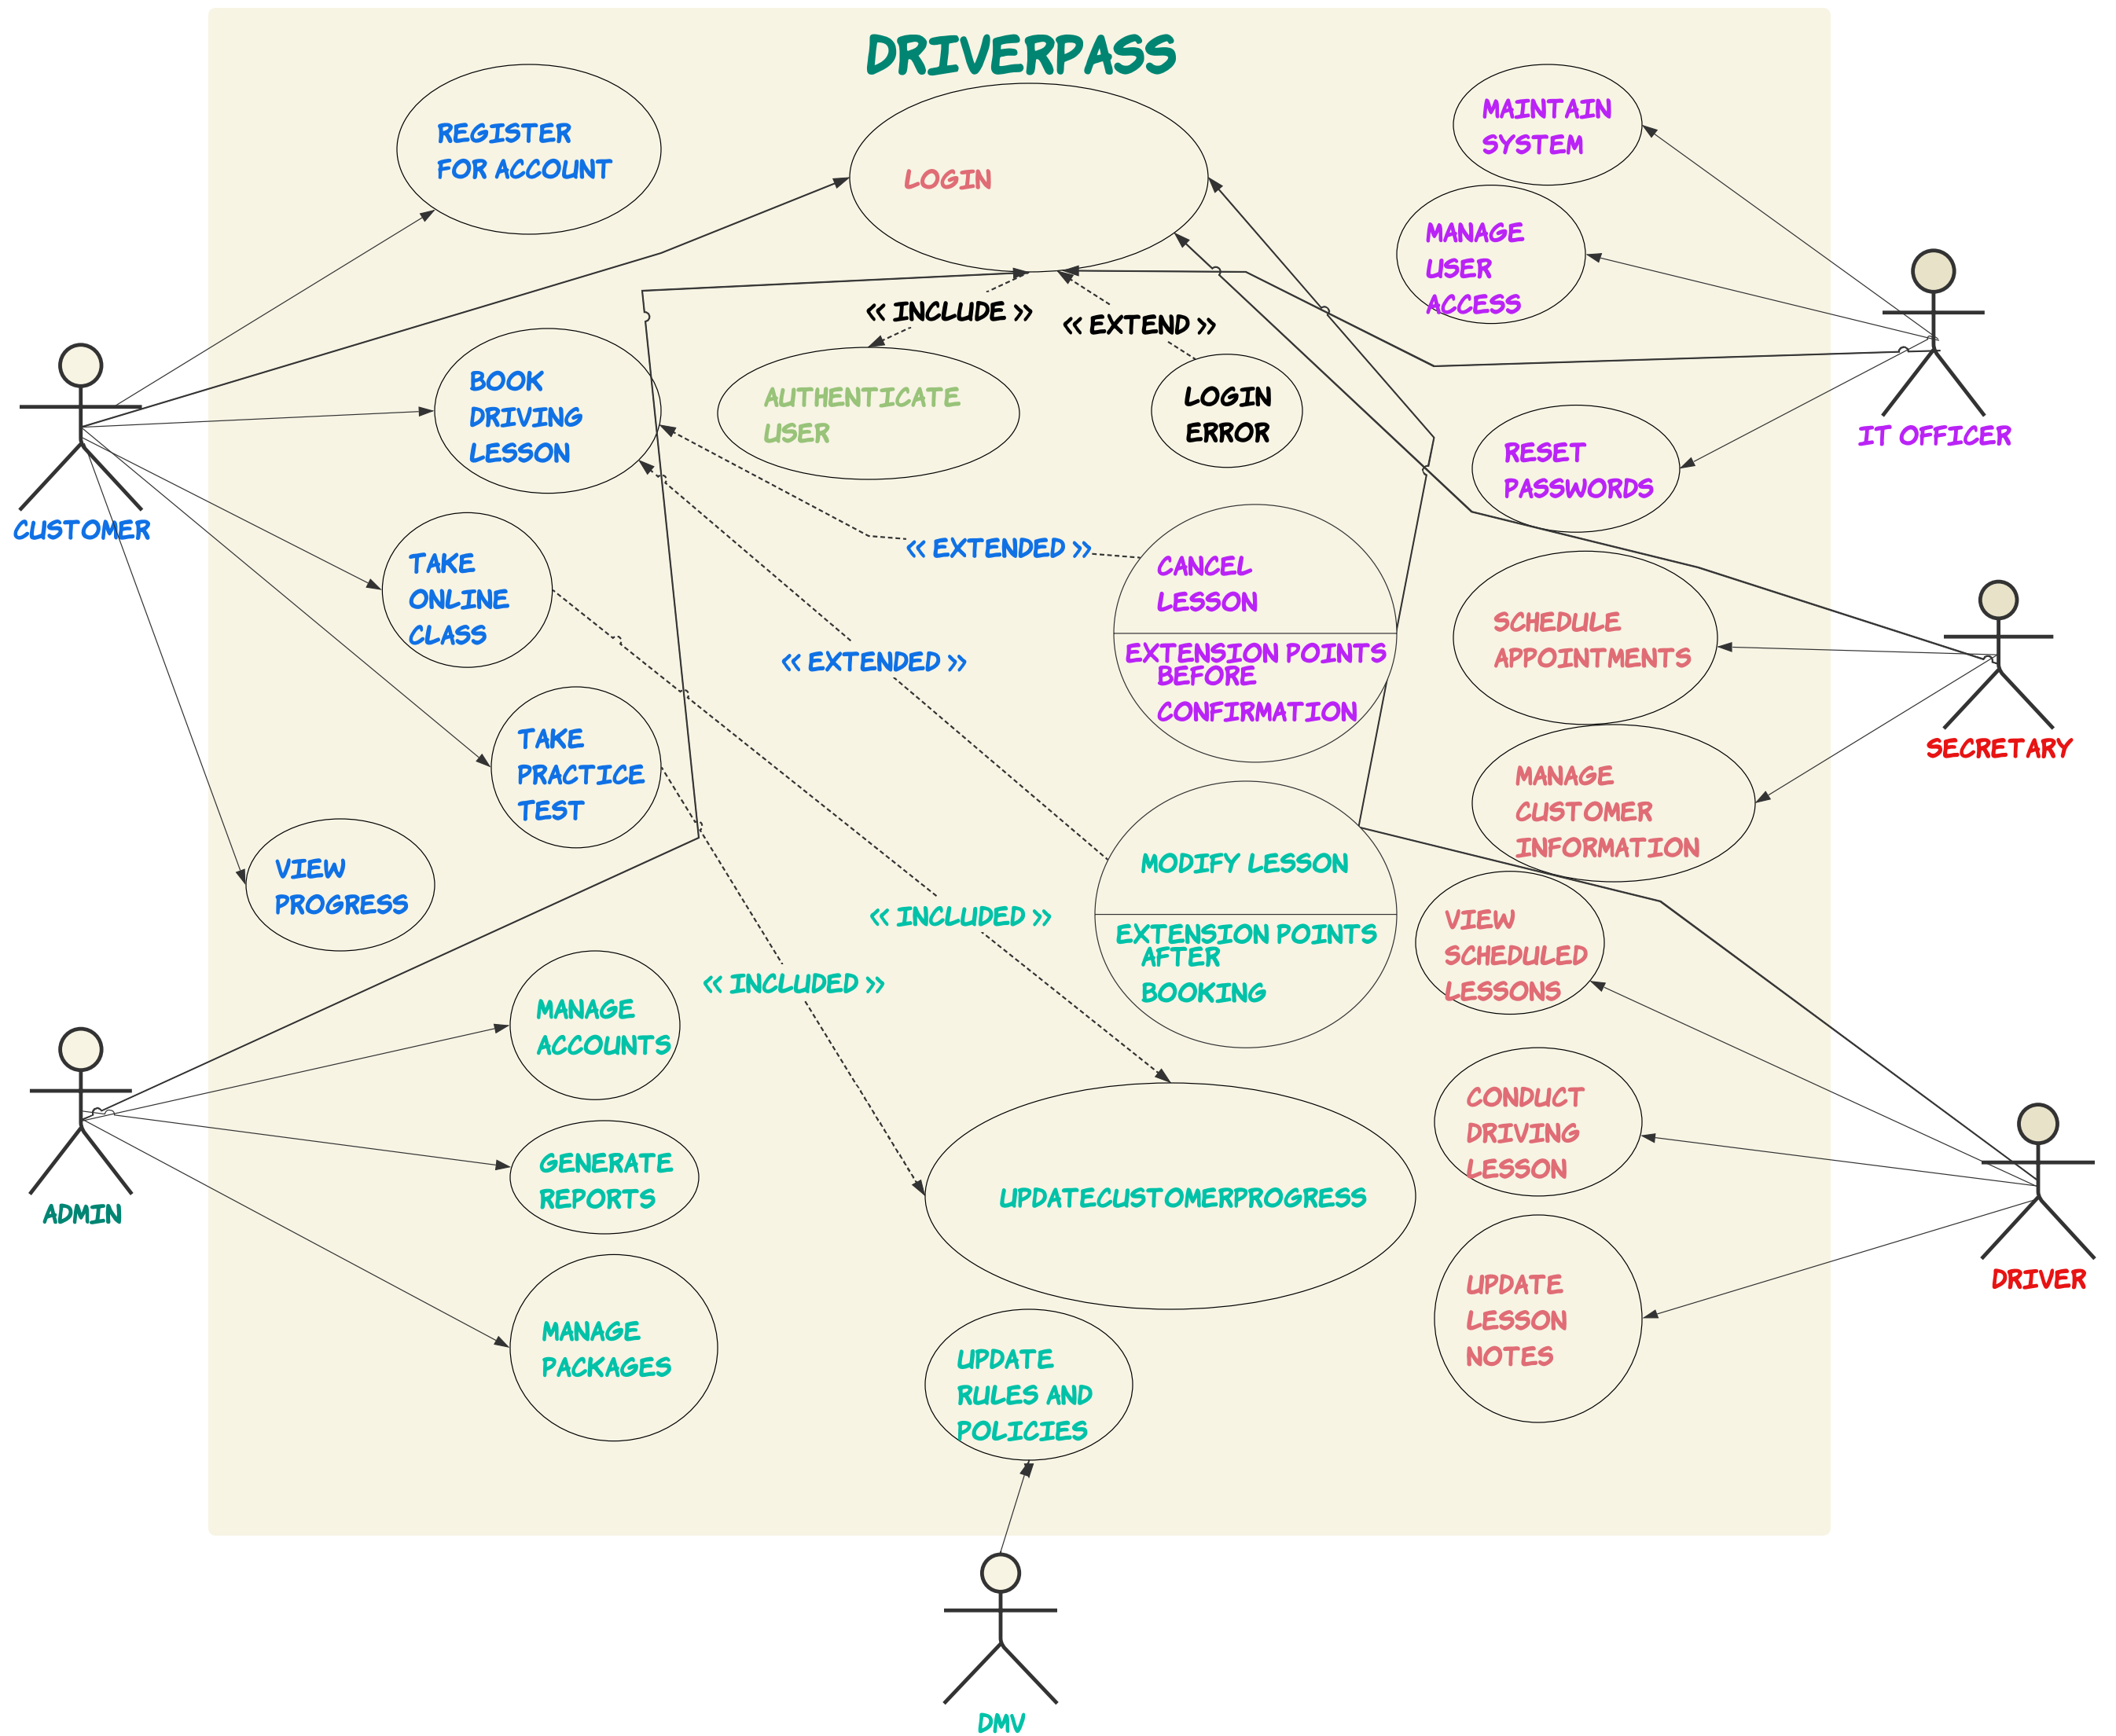 DRIVERPASS
REGISTER
FOR ACCOUNT
LOGIN
MAINTAIN
SYSTEM
MANAGE
USER
ACCESS
<< INCLUDE >>
<< EXTEND >>
BOOK
DRIVING
LESSON
AUTHENTICATE
USER
LOGIN
ERROR
IT OFFICER
RESET
PASSWORDS
CUSTOMER
<< EXTENDED >>
TAKE
ONLINE
CLASS
CANCEL
LESSON
EXTENSION POINTS
BEFORE
CONFIRMATION
SCHEDULE
APPOINTMENTS
<< EXTENDED >>
SECRETARY
TAKE
PRACTICE
TEST
MANAGE
CUSTOMER
INFORMATION
VIEW
PROGRESS
MODIFY LESSON
EXTENSION POINTS
AFTER
BOOKING
<< INCLUDED >>
VIEW
SCHEDULED
LESSONS
<< INCLUDED >>
MANAGE
ACCOUNTS
CONDUCT
DRIVING
LESSON
GENERATE
REPORTS
UPDATECUSTOMERPROGRESS
ADMIN
DRIVER
UPDATE
LESSON
NOTES
MANAGE
PACKAGES
UPDATE
RULES AND
POLICIES
DMV